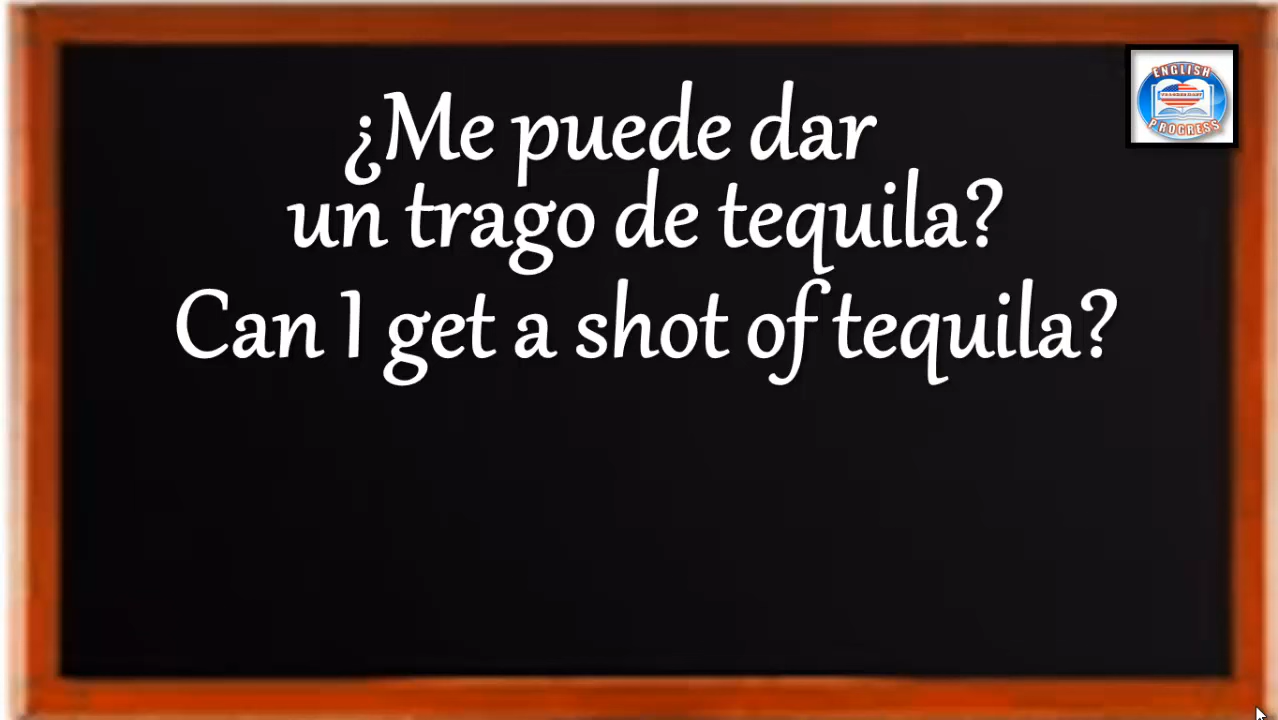 ¿Me puede dar
un trago de tequila?
Can I get a shot of tequila?
ENGLISH
PROGRESS